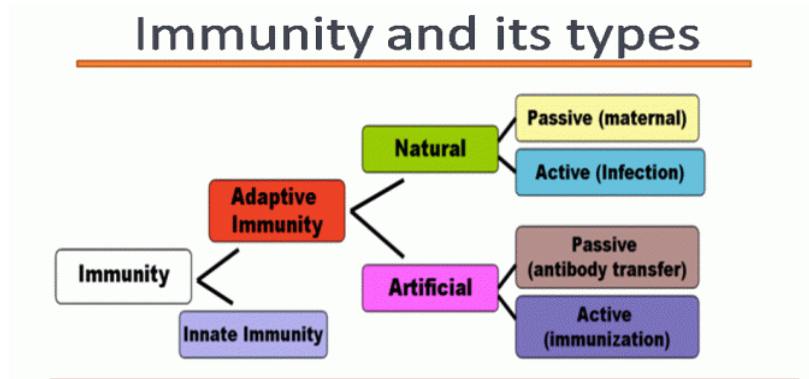 Immunity and its types
Passive (maternal)
Natural
Active (Infection)
Adaptive
Immunity
Passive
(antibody transfer)
Immunity
Artificial
Active
(immunization)
Innate Immunity